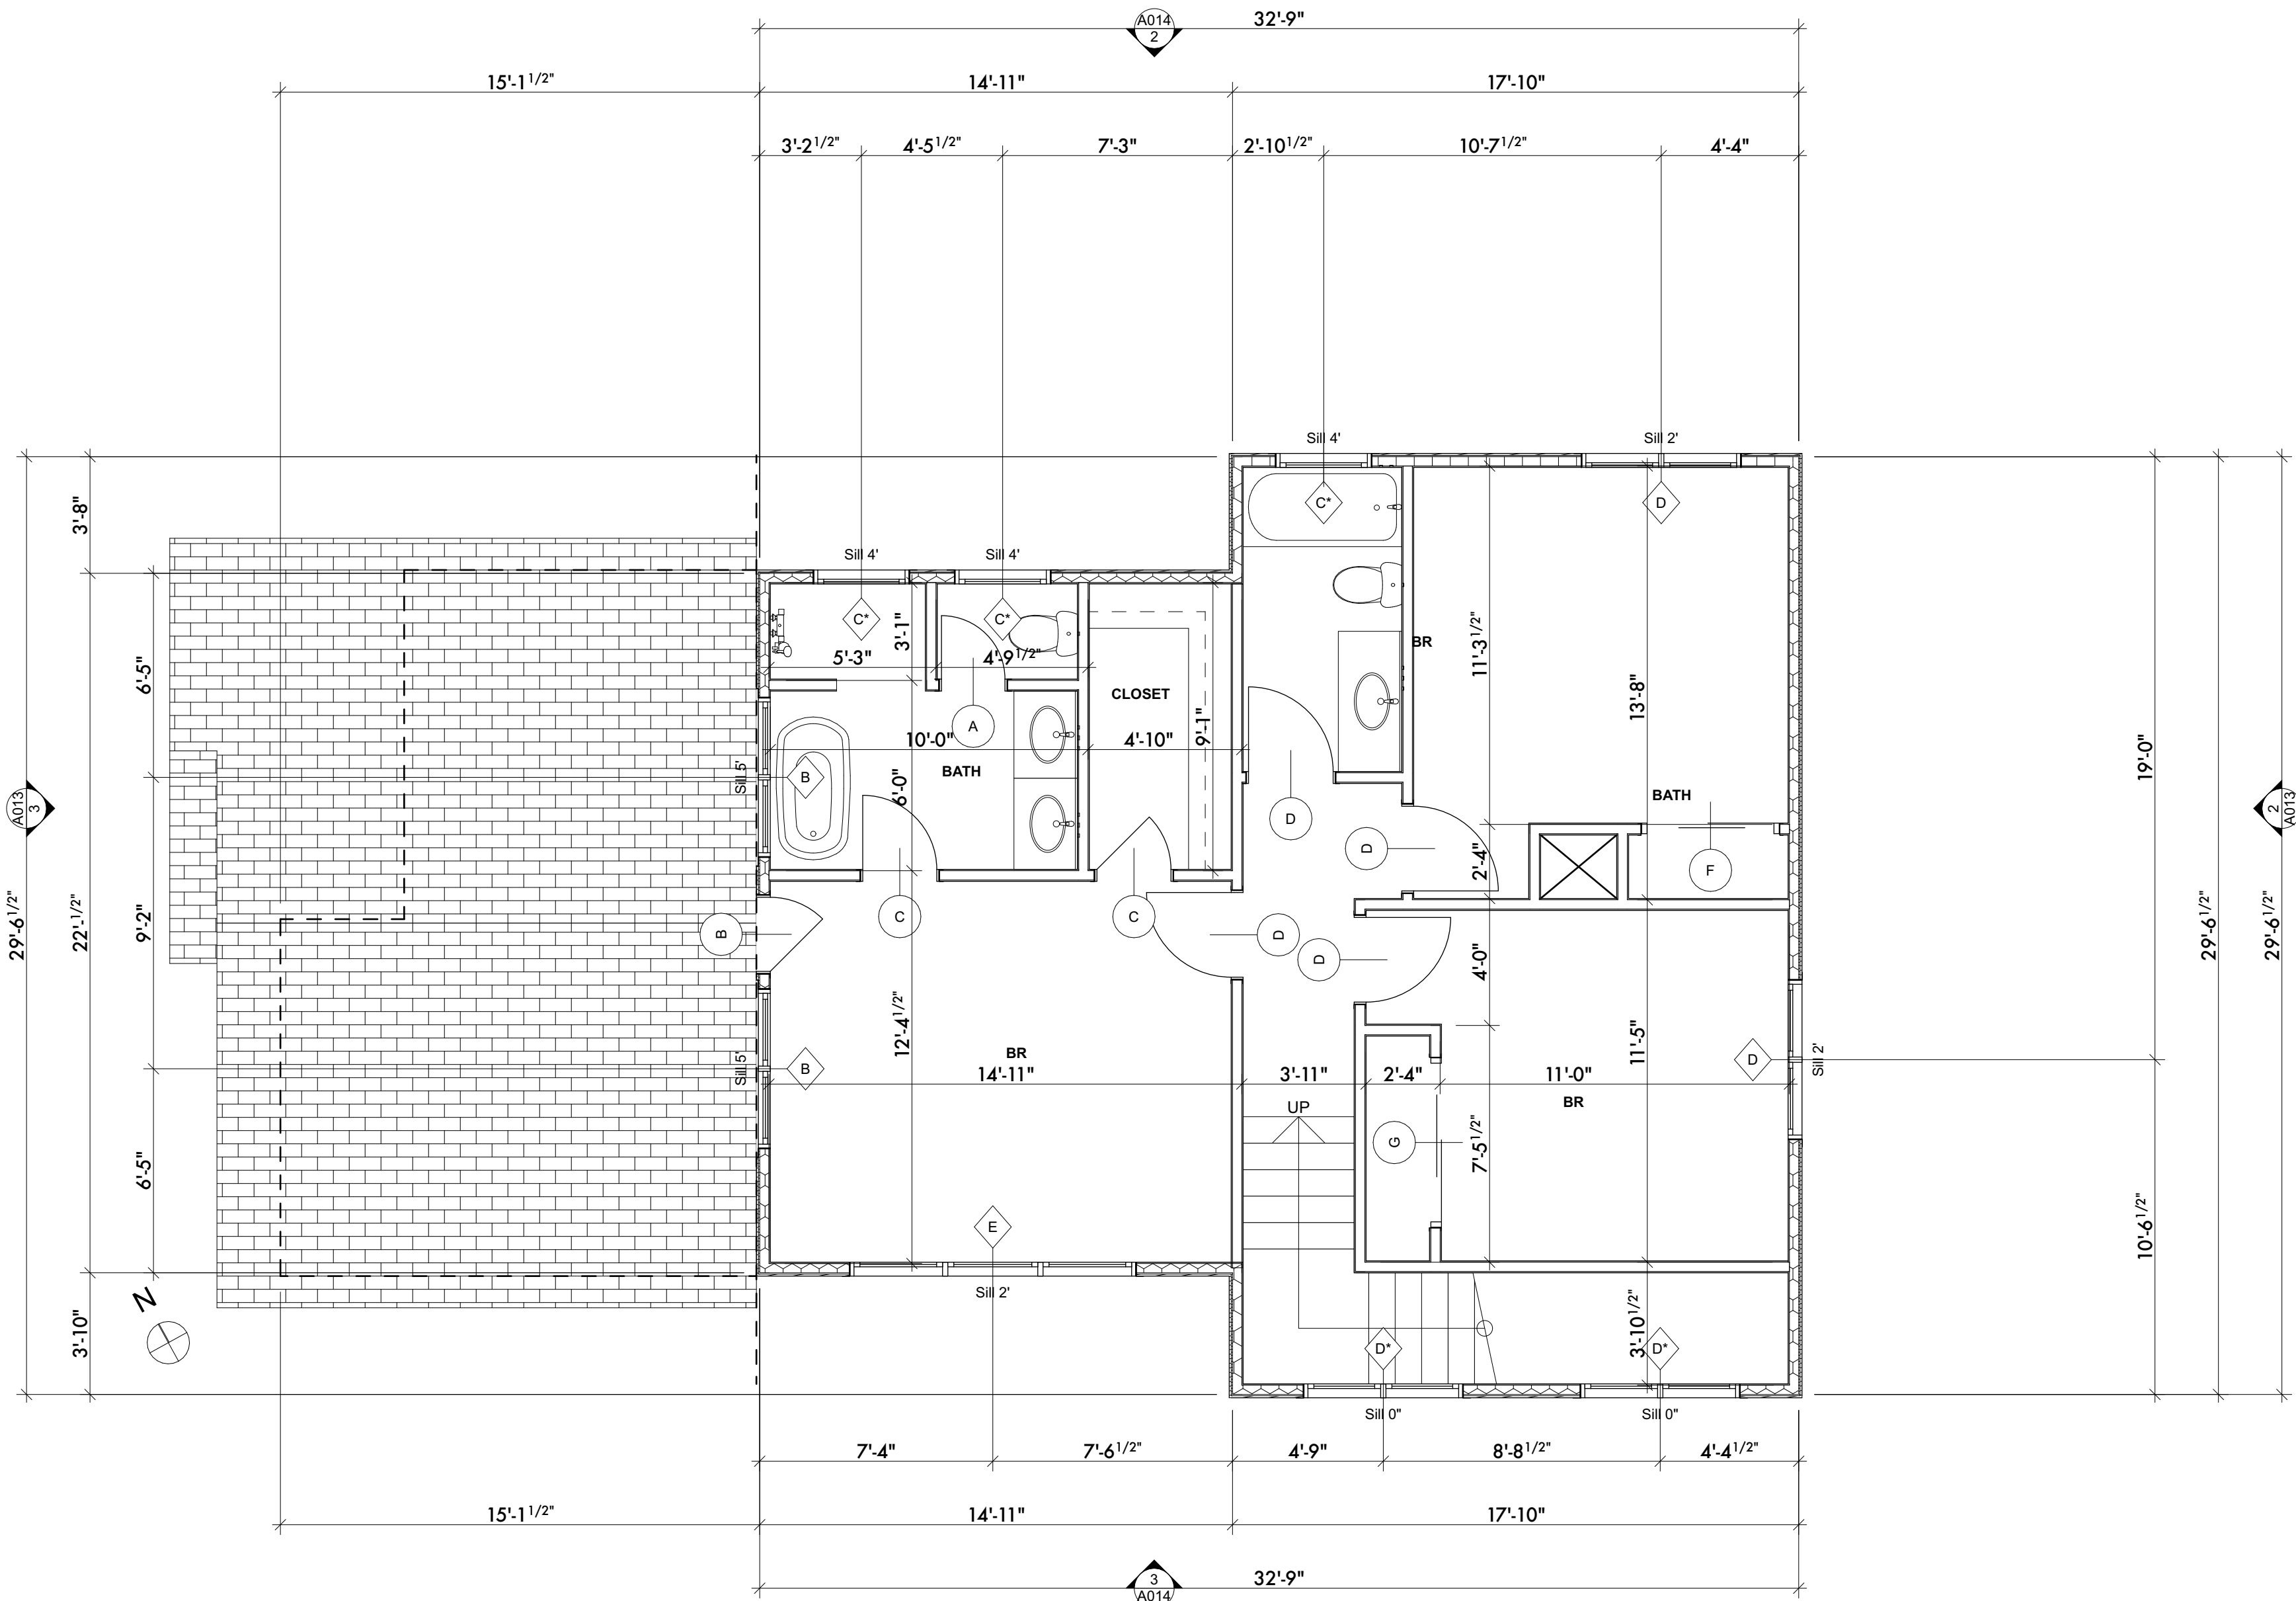 A014
2
32'-9"
15'-1 1/2"
14'-11"
17'-10"
3'-2 1/2"
4'-5 1/2"
7'-3"
2'-10 1/2"
10'-7 1/2"
4'-4"
Sill 4'
Sill 2'
3'-8"
C*
D
Sill 4'
Sill 4'
C*
C*
3'-1"
BR
11'-3 1/2"
5'-3"
4'-9 1/2"
6'-5"
CLOSET
13'-8"
A
9'-1"
10'-0"
4'-10"
BATH
Sill 5'
B
6'-0"
BATH
19'-0"
A013
3
2
A013
D
D
2'-4"
F
29'-6 1/2"
22'-1/2"
9'-2"
B
C
C
D
D
4'-0"
29'-6 1/2"
29'-6 1/2"
12'-4 1/2"
11'-5"
Sill 5'
B
BR
14'-11"
3'-11"
2'-4"
11'-0"
BR
D
Sill 2'
UP
G
7'-5 1/2"
6'-5"
E
10'-6 1/2"
N
Sill 2'
3'-10"
3'-10 1/2"
D*
D*
Sill 0"
Sill 0"
7'-4"
7'-6 1/2"
4'-9"
8'-8 1/2"
4'-4 1/2"
15'-1 1/2"
14'-11"
17'-10"
3
A014
32'-9"